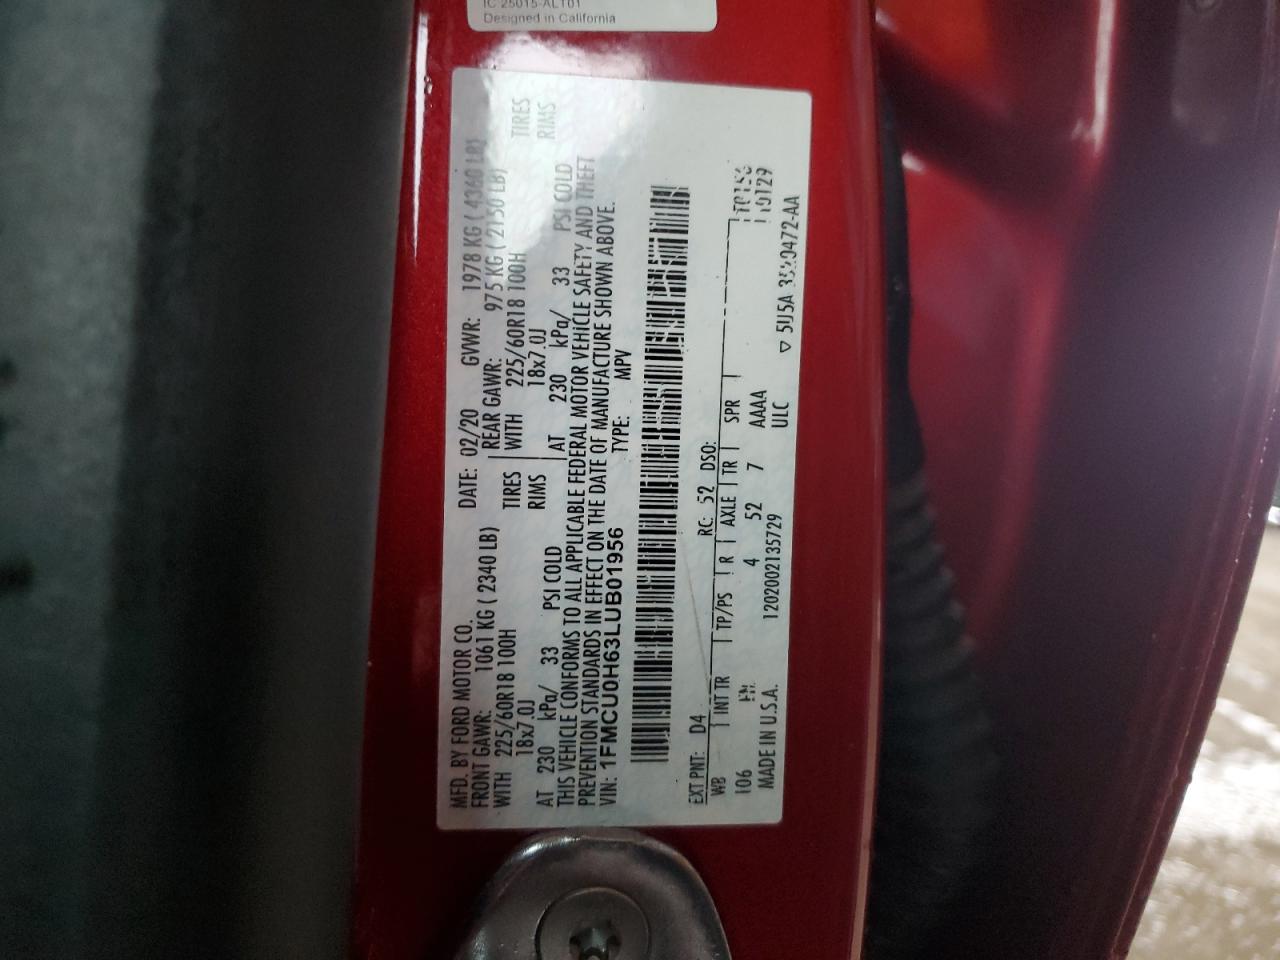 IC 25015-ALT01
Designed in California
MFD. BY FORD MOTOR CO. DATE: 02/20 GVWR: 1978 KG ( 4360 LB)
FRONT GAWR: 1061 KG ( 2340 LB) REAR GAWR: 975 KG ( 2150 LB)
WITH 225/60R18 100H TIRES WITH 225/60R18 100H TIRES
18x7.0J RIMS 18x7.0J RIMS
AT 230 kPa/ 33 PSI COLD AT 230 kPa/ 33 PSI COLD
THIS VEHICLE CONFORMS TO ALL APPLICABLE FEDERAL MOTOR VEHICLE SAFETY AND THEFT
PREVENTION STANDARDS IN EFFECT ON THE DATE OF MANUFACTURE SHOWN ABOVE.
VIN: 1FMCU0H63LUB01956 TYPE: MPV
EXT PNT: D4 RC: 52 DSO:
WB INT TR TP/PS R AXLE TR SPR
106 4 52 7 AAAA
MADE IN U.S.A. 1202002135729 ULC